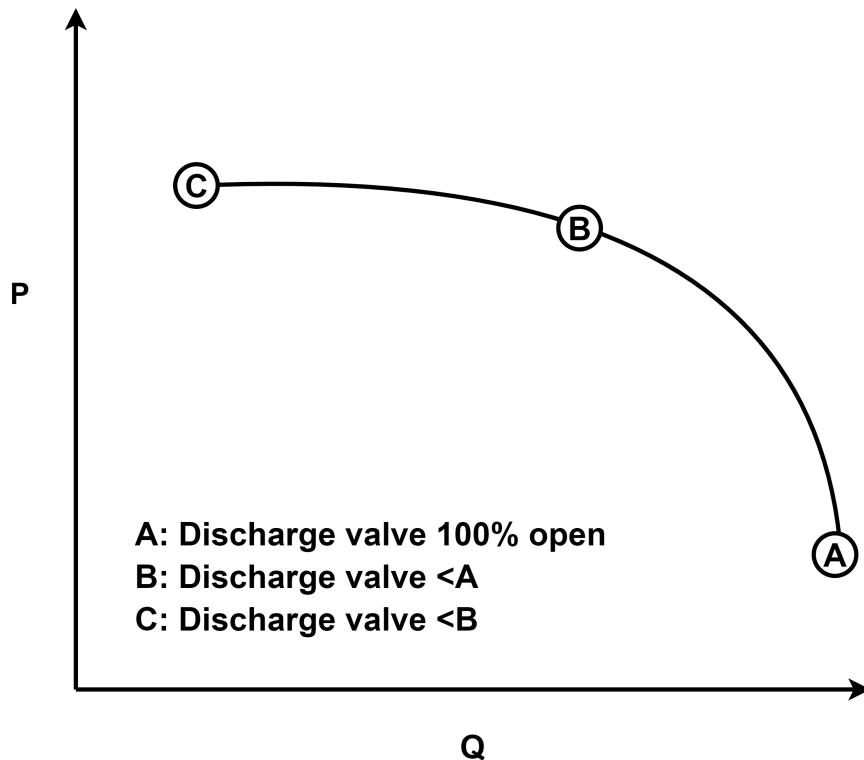 C
B
P
A: Discharge valve 100% open
A
B: Discharge valve <A
C: Discharge valve <B
Q